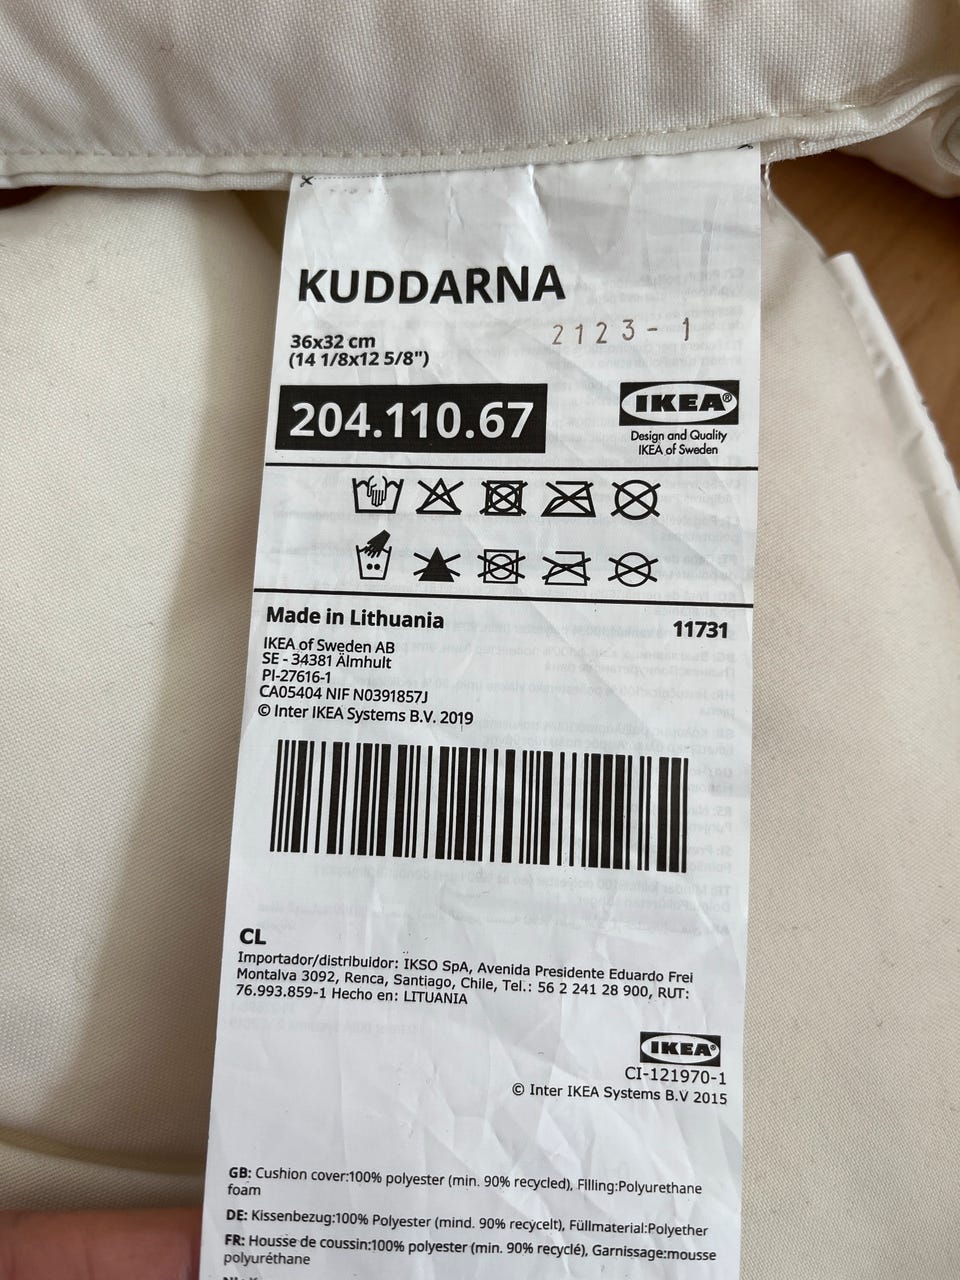 KUDDARNA
36x32 cm
(14 1/8x12 5/8")
2123-1
204.110.67
IKEA®
Design and Quality
IKEA of Sweden
Made in Lithuania
11731
IKEA of Sweden AB
SE - 34381 Älmhult
PI-27616-1
CA05404 NIF N0391857J
© Inter IKEA Systems B.V. 2019
CL
Importador/distribuidor: IKSO SpA, Avenida Presidente Eduardo Frei
Montalva 3092, Renca, Santiago, Chile, Tel.: 56 2 241 28 900, RUT:
76.993.859-1 Hecho en: LITUANIA
IKEA®
CI-121970-1
© Inter IKEA Systems B.V 2015
GB: Cushion cover:100% polyester (min. 90% recycled), Filling:Polyurethane
foam
DE: Kissenbezug:100% Polyester (mind. 90% recycelt), Füllmaterial:Polyether
FR: Housse de coussin:100% polyester (min. 90% recyclé), Garnissage:mousse
polyuréthane